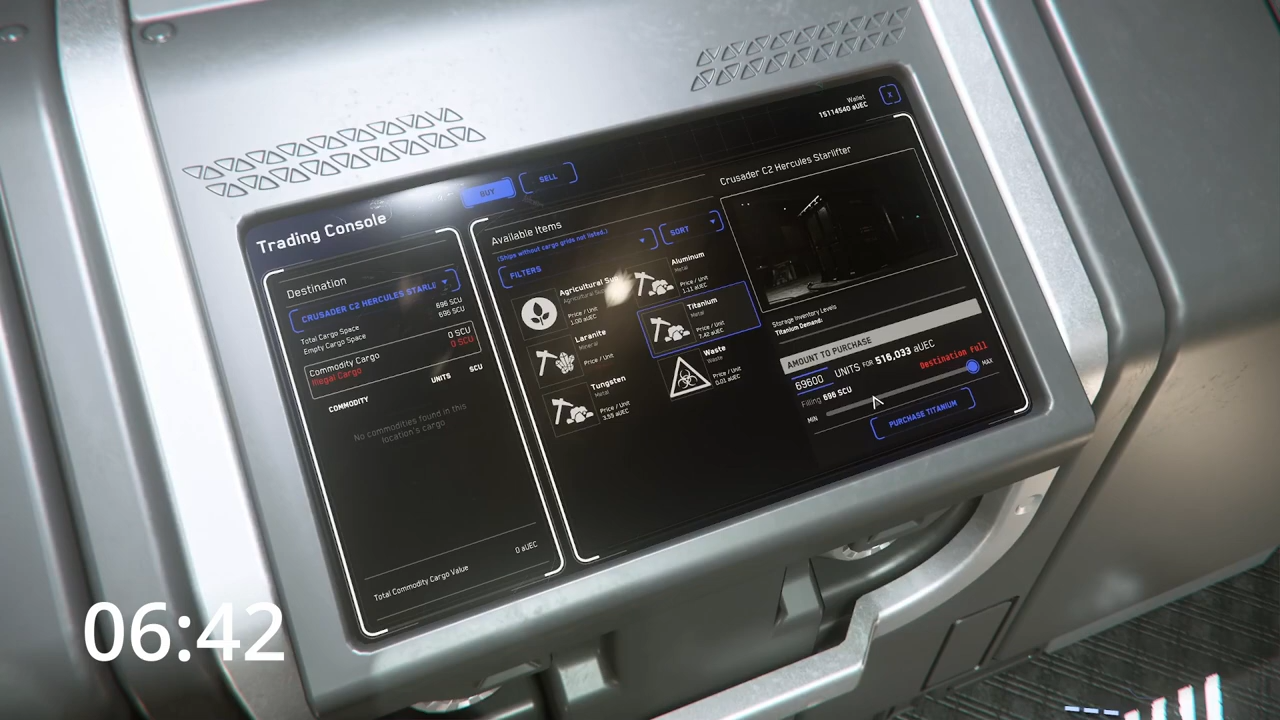 Wallet
15114540 aUEC
X
BUY
SELL
Trading Console
Destination
CRUSADER C2 HERCULES STARLI
Total Cargo Space
696 SCU
Empty Cargo Space
696 SCU
Commodity Cargo
0 SCU
Illegal Cargo
0 SCU
COMMODITY
UNITS
SCU
No commodities found in this
location's cargo
Total Commodity Cargo Value
0 aUEC
Available Items
(Ships without cargo grids not listed.)
FILTERS
SORT
Agricultural
Price / Unit
1.00 aUEC
Aluminum
Metal
Price / Unit
1.11 aUEC
Laranite
Mineral
Price / Unit
Titanium
Metal
Price / Unit
7.42 aUEC
Tungsten
Metal
Price / Unit
3.59 aUEC
Waste
Waste
Price / Unit
0.01 aUEC
Crusader C2 Hercules Starlifter
Storage Inventory Levels
Titanium Demand:
AMOUNT TO PURCHASE
69600 UNITS FOR 516,033 aUEC
Filling 696 SCU
Destination full
MIN
MAX
PURCHASE TITANIUM
06:42